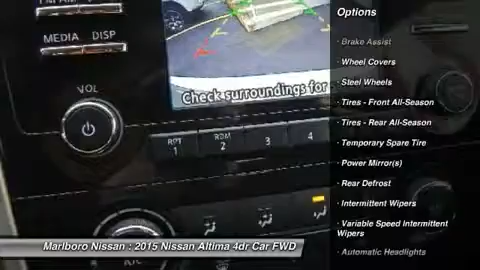 MEDIA DISP
VOL
Check surroundings for
RPT
1
RDM
2
3
4
Options
· Brake Assist
· Wheel Covers
· Steel Wheels
· Tires - Front All-Season
· Tires - Rear All-Season
· Temporary Spare Tire
· Power Mirror(s)
· Rear Defrost
· Intermittent Wipers
· Variable Speed Intermittent
Wipers
· Automatic Headlights
Marlboro Nissan : 2015 Nissan Altima 4dr Car FWD
A/C